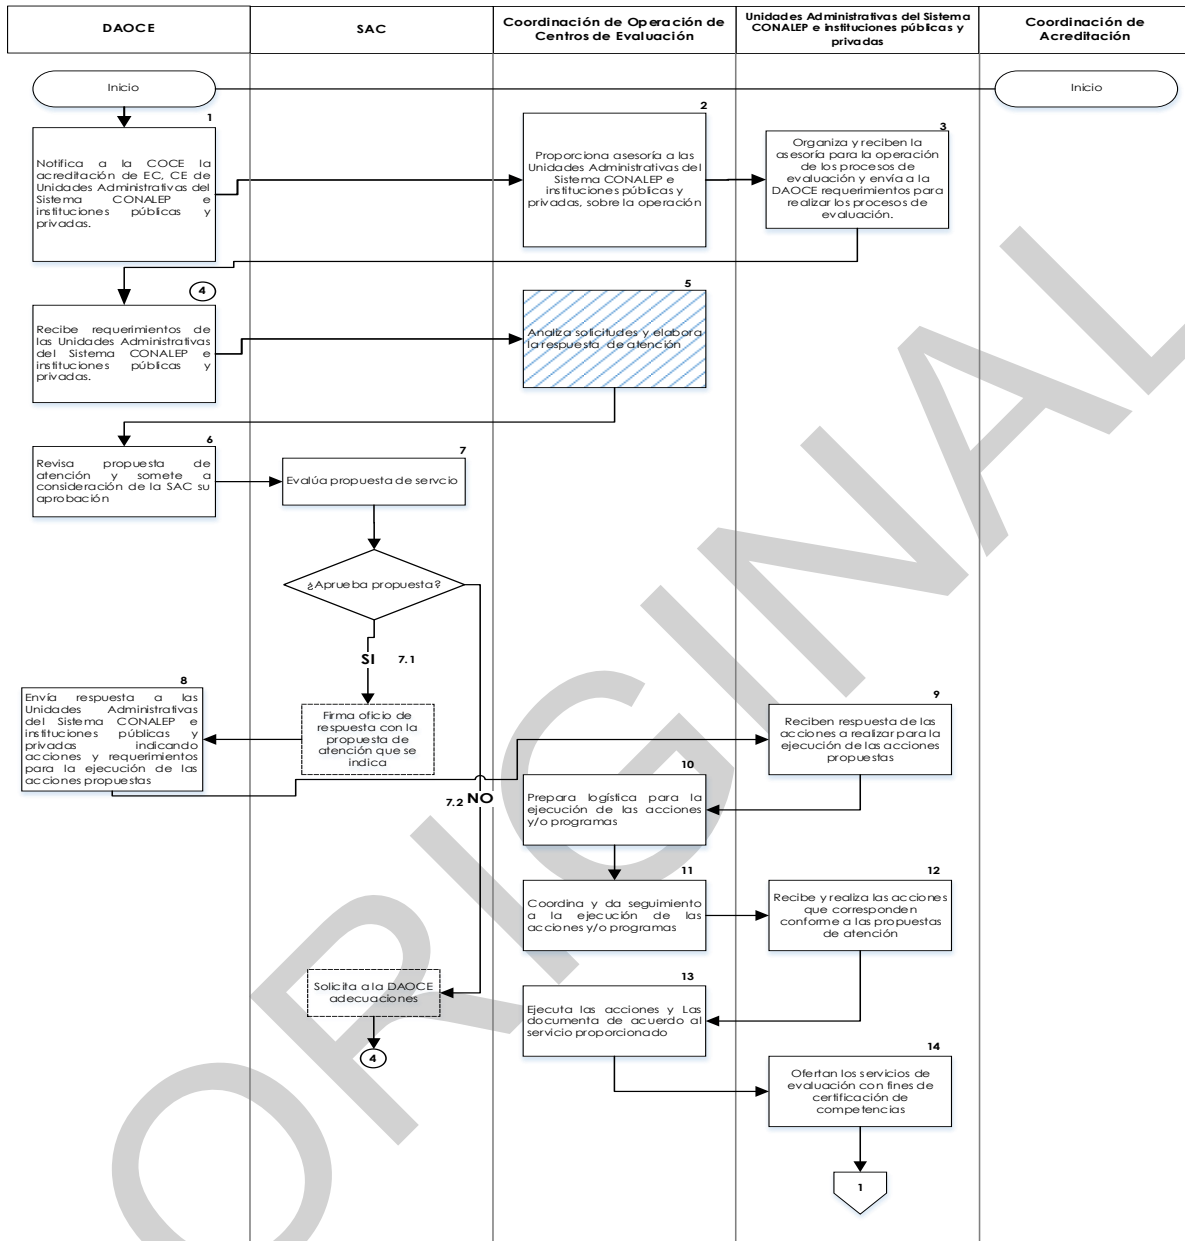 DAOCE
SAC
Coordinación de Operación de
Centros de Evaluación
Unidades Administrativas del Sistema
CONALEP e instituciones públicas y
privadas
Coordinación de
Acreditación
Inicio
Inicio
1
Notifica a la COCE la
acreditación de EC, CE de
Unidades Administrativas del
Sistema CONALEP e
instituciones públicas y
privadas.
2
Proporciona asesoría a las
Unidades Administrativas del
Sistema CONALEP e
instituciones públicas y
privadas, sobre la operación
3
Organiza y reciben la
asesoría para la operación
de los procesos de
evaluación y envía a la
DAOCE requerimientos para
realizar los procesos de
evaluación.
4
Recibe requerimientos de
las Unidades Administrativas
del Sistema CONALEP e
instituciones públicas y
privadas.
5
Analiza solicitudes y elabora
la respuesta de atención
6
Revisa propuesta de
atención y somete a
consideración de la SAC su
aprobación
7
Evalúa propuesta de servcio
¿Aprueba propuesta?
SI 7.1
8
Envía respuesta a las
Unidades Administrativas
del Sistema CONALEP e
instituciones públicas y
privadas indicando
acciones y requerimientos
para la ejecución de las
acciones propuestas
Firma oficio de
respuesta con la
propuesta de
atención que se
indica
9
Reciben respuesta de las
acciones a realizar para la
ejecución de las acciones
propuestas
7.2 NO
10
Prepara logística para la
ejecución de las acciones
y/o programas
11
Coordina y da seguimiento
a la ejecución de las
acciones y/o programas
12
Recibe y realiza las acciones
que corresponden
conforme a las propuestas
de atención
Solicita a la DAOCE
adecuaciones
4
13
Ejecuta las acciones y Las
documenta de acuerdo al
servicio proporcionado
14
Ofertan los servicios de
evaluación con fines de
certificación de
competencias
1
ORIGINAL